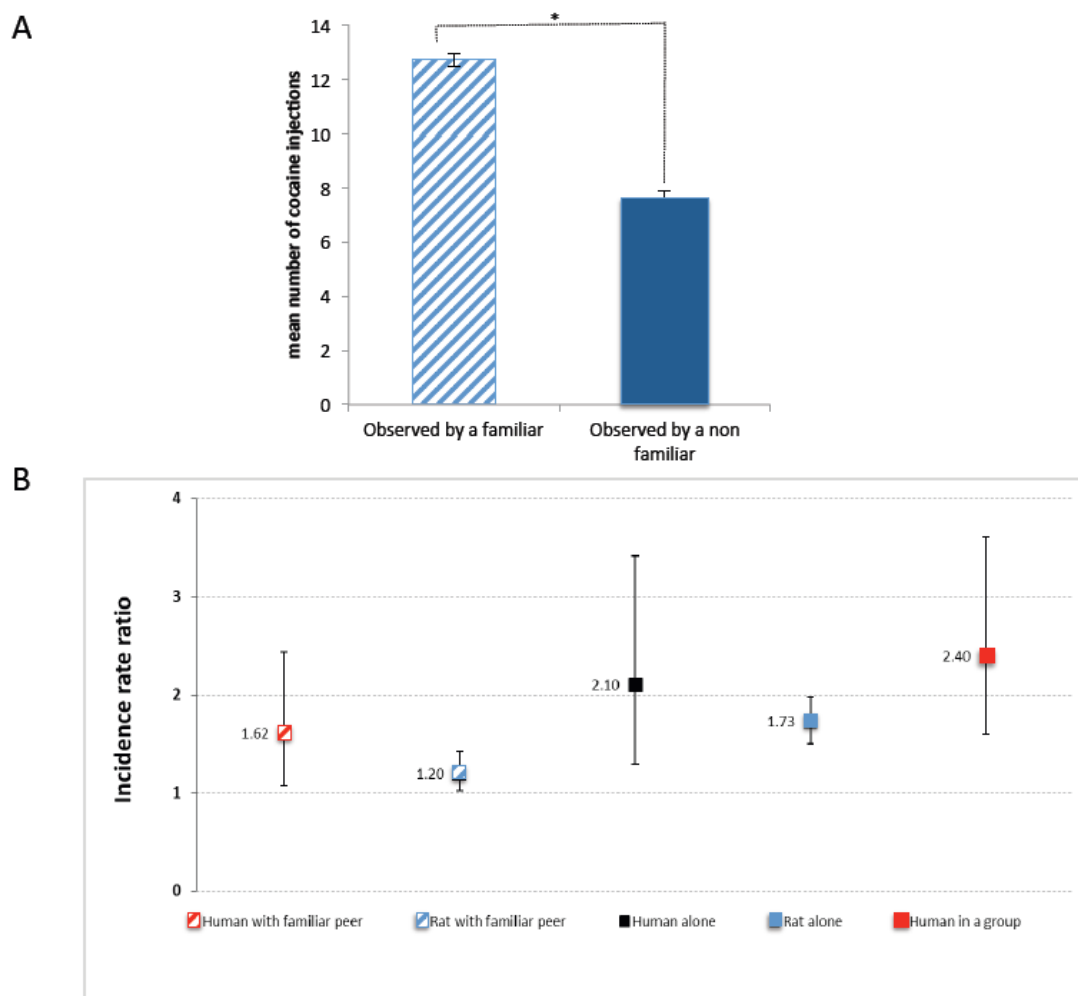 A
*
mean number of cocaine injections
14
12
10
8
6
4
2
0
Observed by a familiar
Observed by a non
familiar
B
Incidence rate ratio
4
3
2
1
0
1.62
1.20
2.10
1.73
2.40
Human with familiar peer
Rat with familiar peer
Human alone
Rat alone
Human in a group